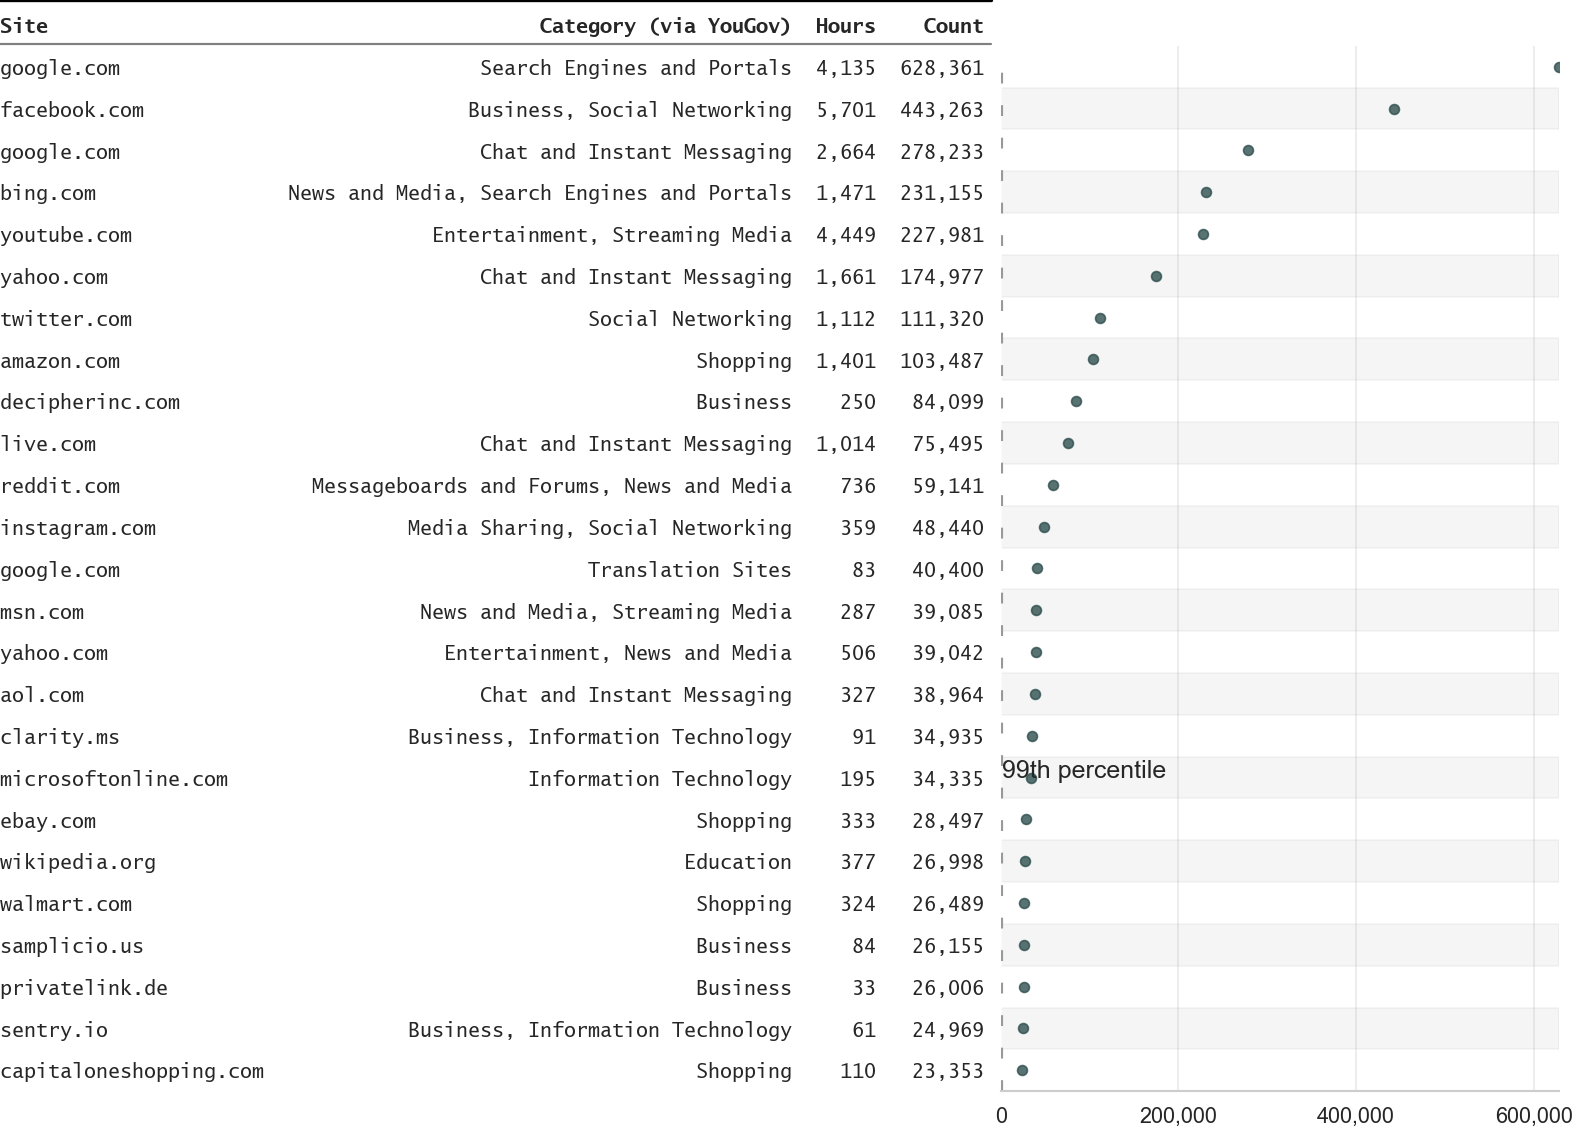 Site Category (via YouGov) Hours Count
google.com Search Engines and Portals 4,135 628,361
facebook.com Business, Social Networking 5,701 443,263
google.com Chat and Instant Messaging 2,664 278,233
bing.com News and Media, Search Engines and Portals 1,471 231,155
youtube.com Entertainment, Streaming Media 4,449 227,981
yahoo.com Chat and Instant Messaging 1,661 174,977
twitter.com Social Networking 1,112 111,320
amazon.com Shopping 1,401 103,487
decipherinc.com Business 250 84,099
live.com Chat and Instant Messaging 1,014 75,495
reddit.com Messageboards and Forums, News and Media 736 59,141
instagram.com Media Sharing, Social Networking 359 48,440
google.com Translation Sites 83 40,400
msn.com News and Media, Streaming Media 287 39,085
yahoo.com Entertainment, News and Media 506 39,042
aol.com Chat and Instant Messaging 327 38,964
clarity.ms Business, Information Technology 91 34,935
microsoftonline.com Information Technology 195 34,335 99th percentile
ebay.com Shopping 333 28,497
wikipedia.org Education 377 26,998
walmart.com Shopping 324 26,489
samplicio.us Business 84 26,155
privatelink.de Business 33 26,006
sentry.io Business, Information Technology 61 24,969
capitaloneshopping.com Shopping 110 23,353
0 200,000 400,000 600,000